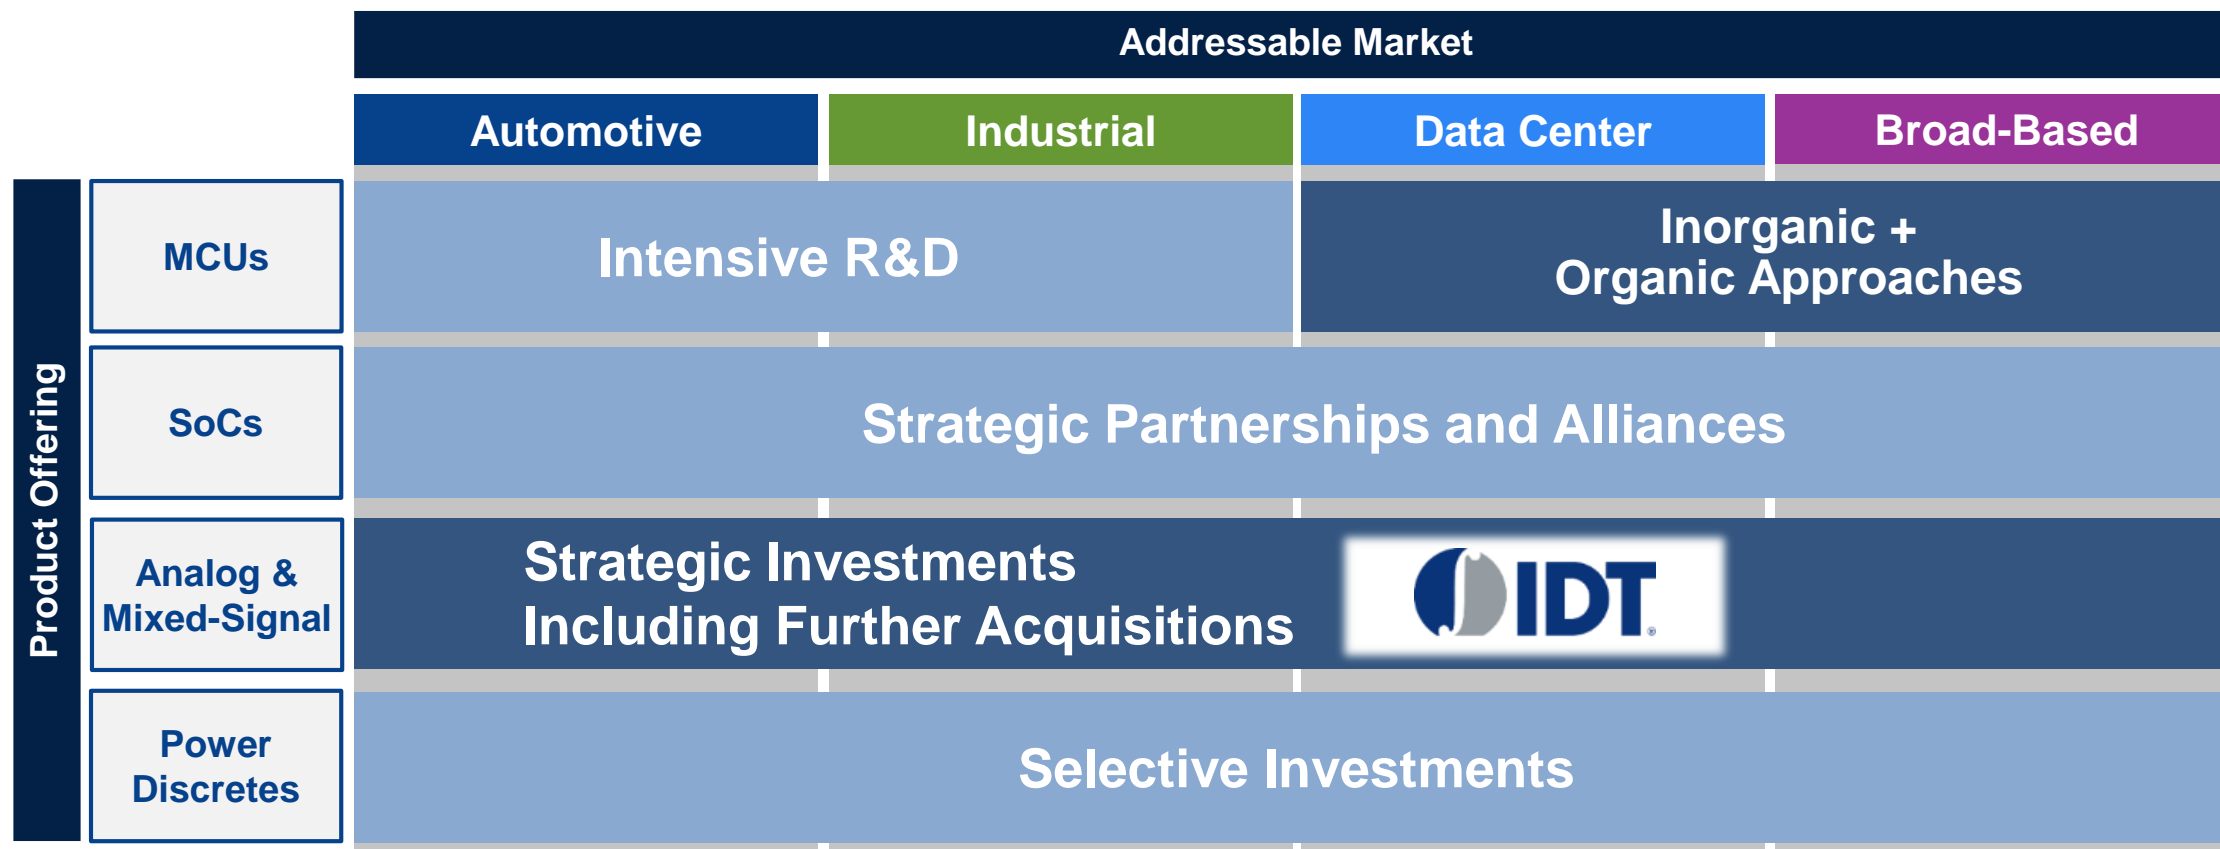 Addressable Market
Automotive
Industrial
Data Center
Broad-Based
Product Offering
MCUs
Intensive R&D
Inorganic +
Organic Approaches
SoCs
Strategic Partnerships and Alliances
Analog &
Mixed-Signal
Strategic Investments
Including Further Acquisitions
IDT®
Power
Discretes
Selective Investments